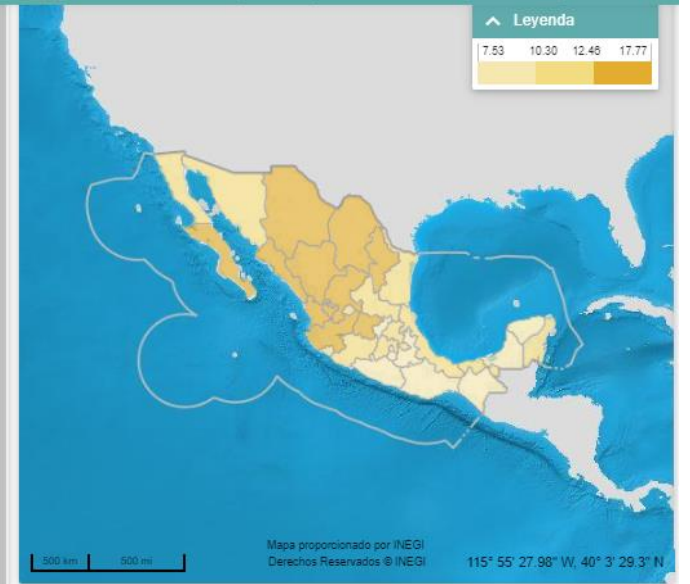 Leyenda
7.53 10.30 12.46 17.77
Mapa proporcionado por INEGI
Derechos Reservados © INEGI
500 km 500 mi
115° 55' 27.98" W, 40° 3' 29.3" N